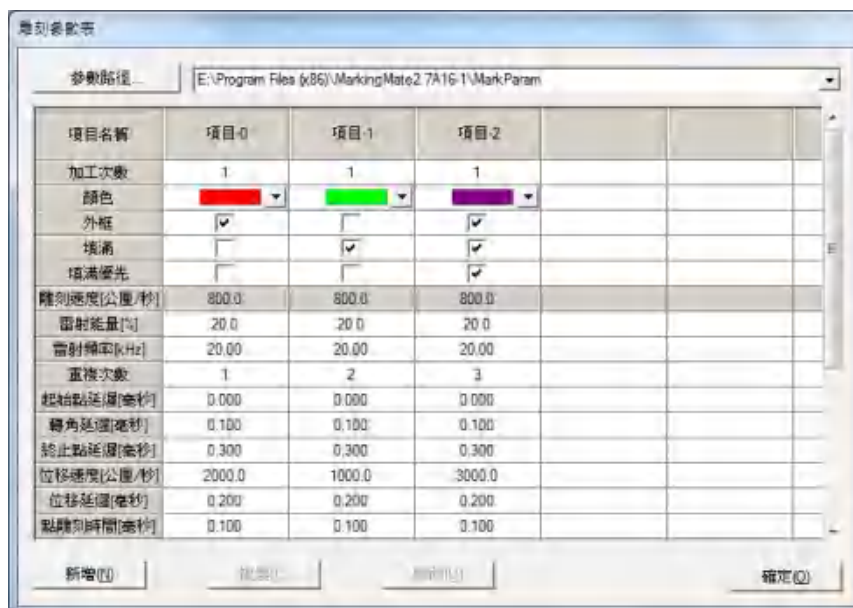 雕刻參數表
參數路徑...
E:\Program Files (x86)\MarkingMate2.7A16-1\MarkParam
項目名稱 項目-0 項目-1 項目-2
加工次數 1 1 1
顏色
外框
填滿
填滿優先
雕刻速度[公厘/秒] 800.0 800.0 800.0
雷射能量[%] 20.0 20.0 20.0
雷射頻率[kHz] 20.00 20.00 20.00
重複次數 1 2 3
起始點延遲[毫秒] 0.000 0.000 0.000
轉角延遲[毫秒] 0.100 0.100 0.100
終止點延遲[毫秒] 0.300 0.300 0.300
位移速度[公厘/秒] 2000.0 1000.0 3000.0
位移延遲[毫秒] 0.200 0.200 0.200
點雕刻時間[毫秒] 0.100 0.100 0.100
新增(N) 確定(O)